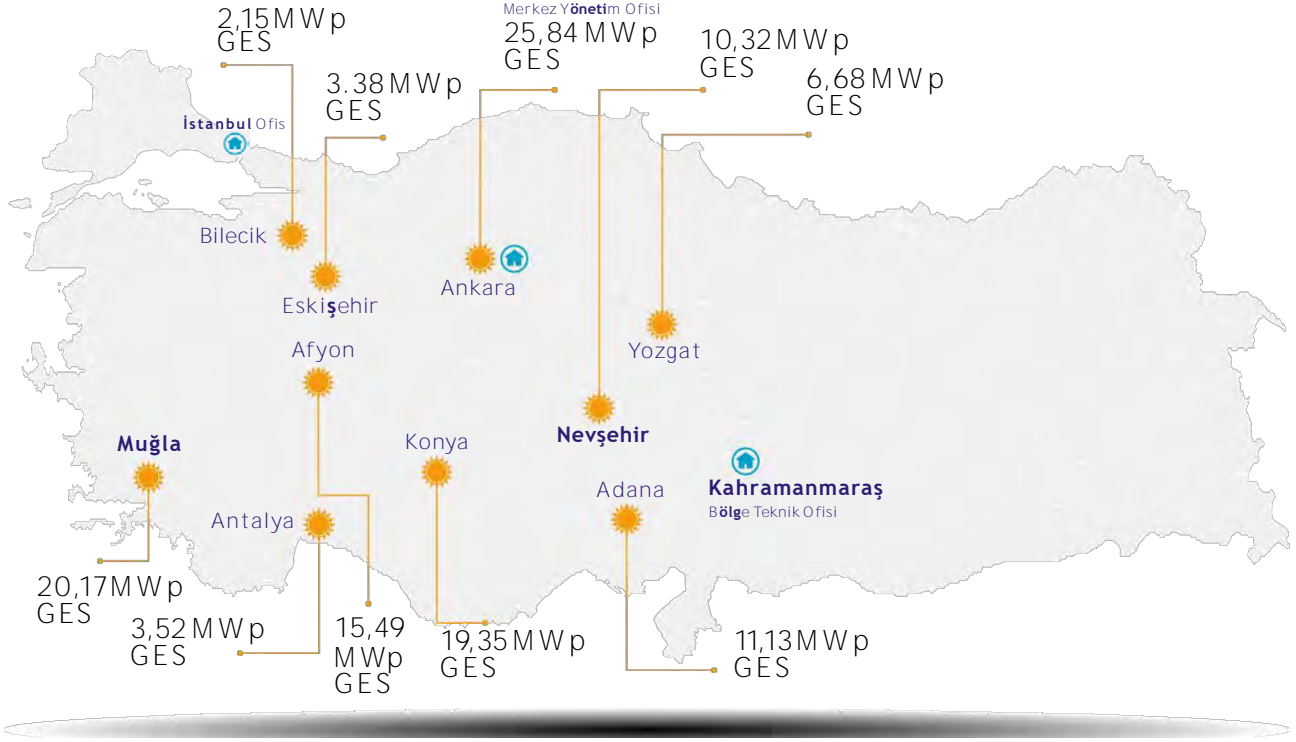 Merkez Yönetim Ofisi
2,15 MWp
GES
25,84 MWp
GES
10,32 MWp
GES
3.38 MWp
GES
6,68 MWp
GES
İstanbul Ofis
Bilecik
Eskişehir
Ankara
Afyon
Yozgat
Muğla
Konya
Nevşehir
Antalya
Adana
Kahramanmaraş
Bölge Teknik Ofisi
20,17 MWp
GES
3,52 MWp
GES
15,49
MWp
GES
19,35 MWp
GES
11,13 MWp
GES